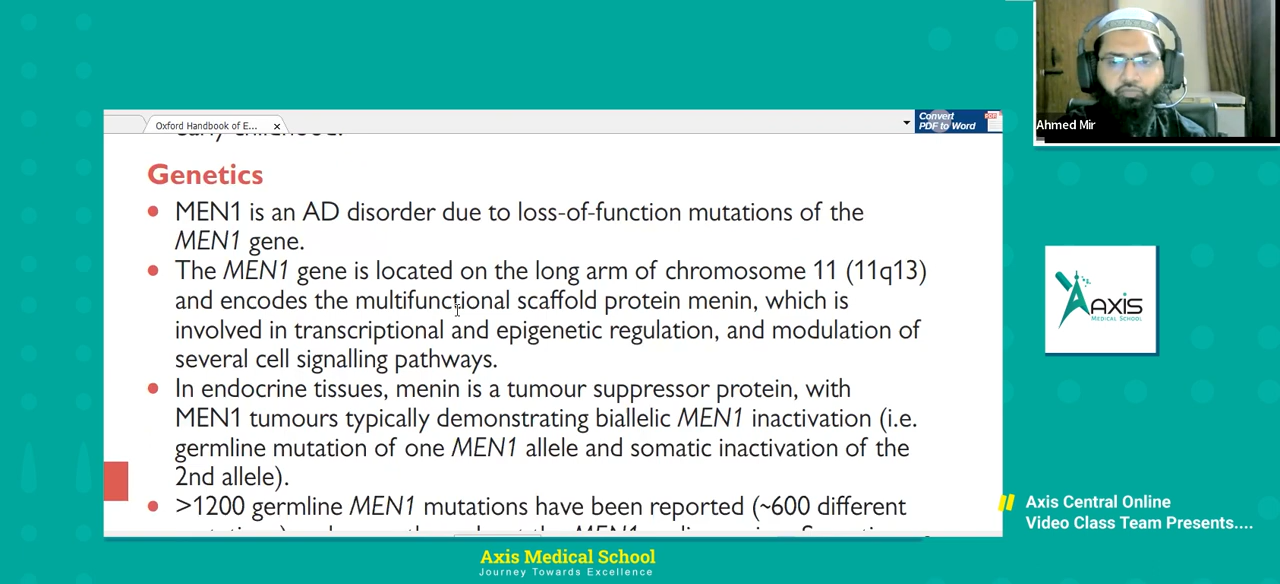 Oxford Handbook of E...
Convert
PDF to Word
Ahmed Mir
early childhood.
Genetics
• MEN1 is an AD disorder due to loss-of-function mutations of the
MEN1 gene.
• The MEN1 gene is located on the long arm of chromosome 11 (11q13)
and encodes the multifunctional scaffold protein menin, which is
involved in transcriptional and epigenetic regulation, and modulation of
several cell signalling pathways.
• In endocrine tissues, menin is a tumour suppressor protein, with
MEN1 tumours typically demonstrating biallelic MEN1 inactivation (i.e.
germline mutation of one MEN1 allele and somatic inactivation of the
2nd allele).
• >1200 germline MEN1 mutations have been reported (~600 different
AXIS
MEDICAL SCHOOL
Axis Central Online
Video Class Team Presents....
Axis Medical School
Journey Towards Excellence